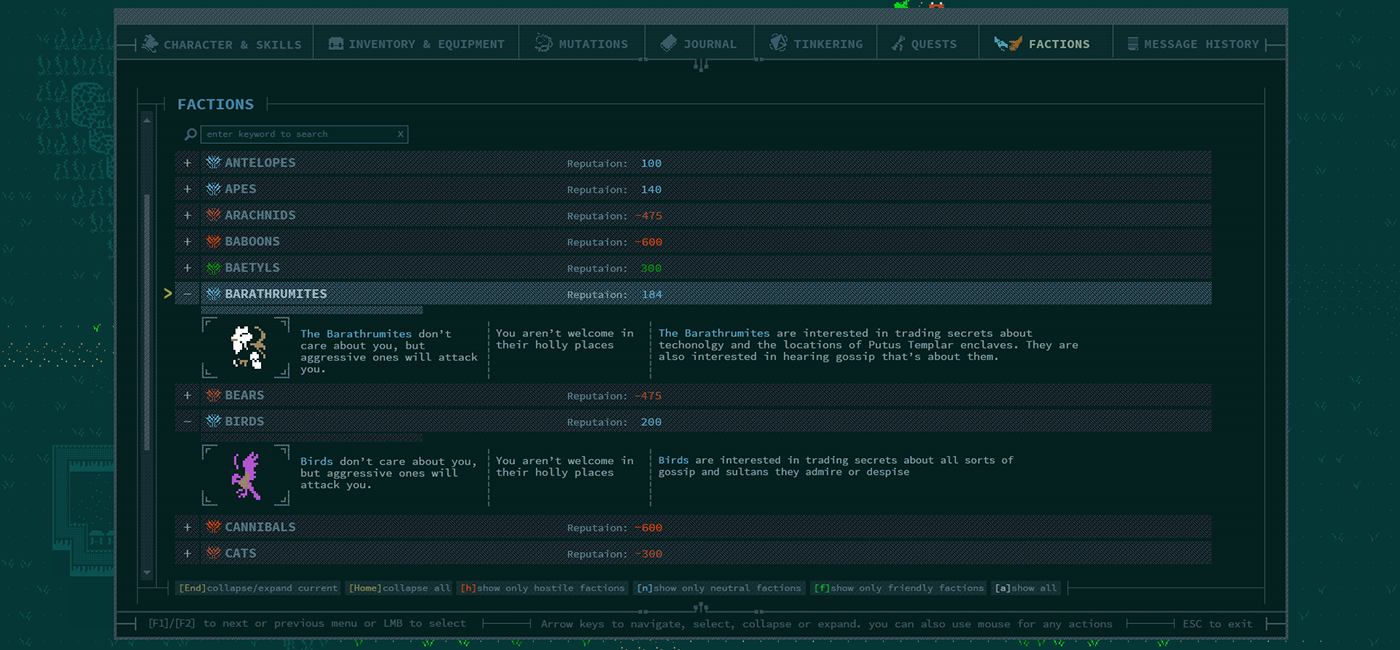 CHARACTER & SKILLS INVENTORY & EQUIPMENT MUTATIONS JOURNAL TINKERING QUESTS FACTIONS MESSAGE HISTORY
FACTIONS
enter keyword to search X
+ ANTELOPES Reputaion: 100
+ APES Reputaion: 140
+ ARACHNIDS Reputaion: -475
+ BABOONS Reputaion: -600
+ BAETYLS Reputaion: 300
> - BARATHRUMITES Reputaion: 184
The Barathrumites don't
care about you, but
aggressive ones will attack
you.
You aren't welcome in
their holly places
The Barathrumites are interested in trading secrets about
techonolgy and the locations of Putus Templar enclaves. They are
also interested in hearing gossip that's about them.
+ BEARS Reputaion: -475
- BIRDS Reputaion: 200
Birds don't care about you,
but aggressive ones will
attack you.
You aren't welcome in
their holly places
Birds are interested in trading secrets about all sorts of
gossip and sultans they admire or despise
+ CANNIBALS Reputaion: -600
+ CATS Reputaion: -300
[End]collapse/expand current [Home]collapse all [h]show only hostile factions [n]show only neutral factions [f]show only friendly factions [a]show all
[F1]/[F2] to next or previous menu or LMB to select Arrow keys to navigate, select, collapse or expand. you can also use mouse for any actions ESC to exit